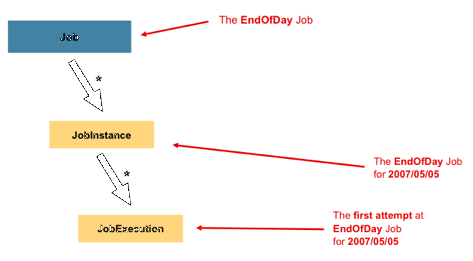 The EndOfDay Job
Job
*
JobInstance
The EndOfDay Job
for 2007/05/05
*
The first attempt at
EndOfDay Job
for 2007/05/05
JobExecution